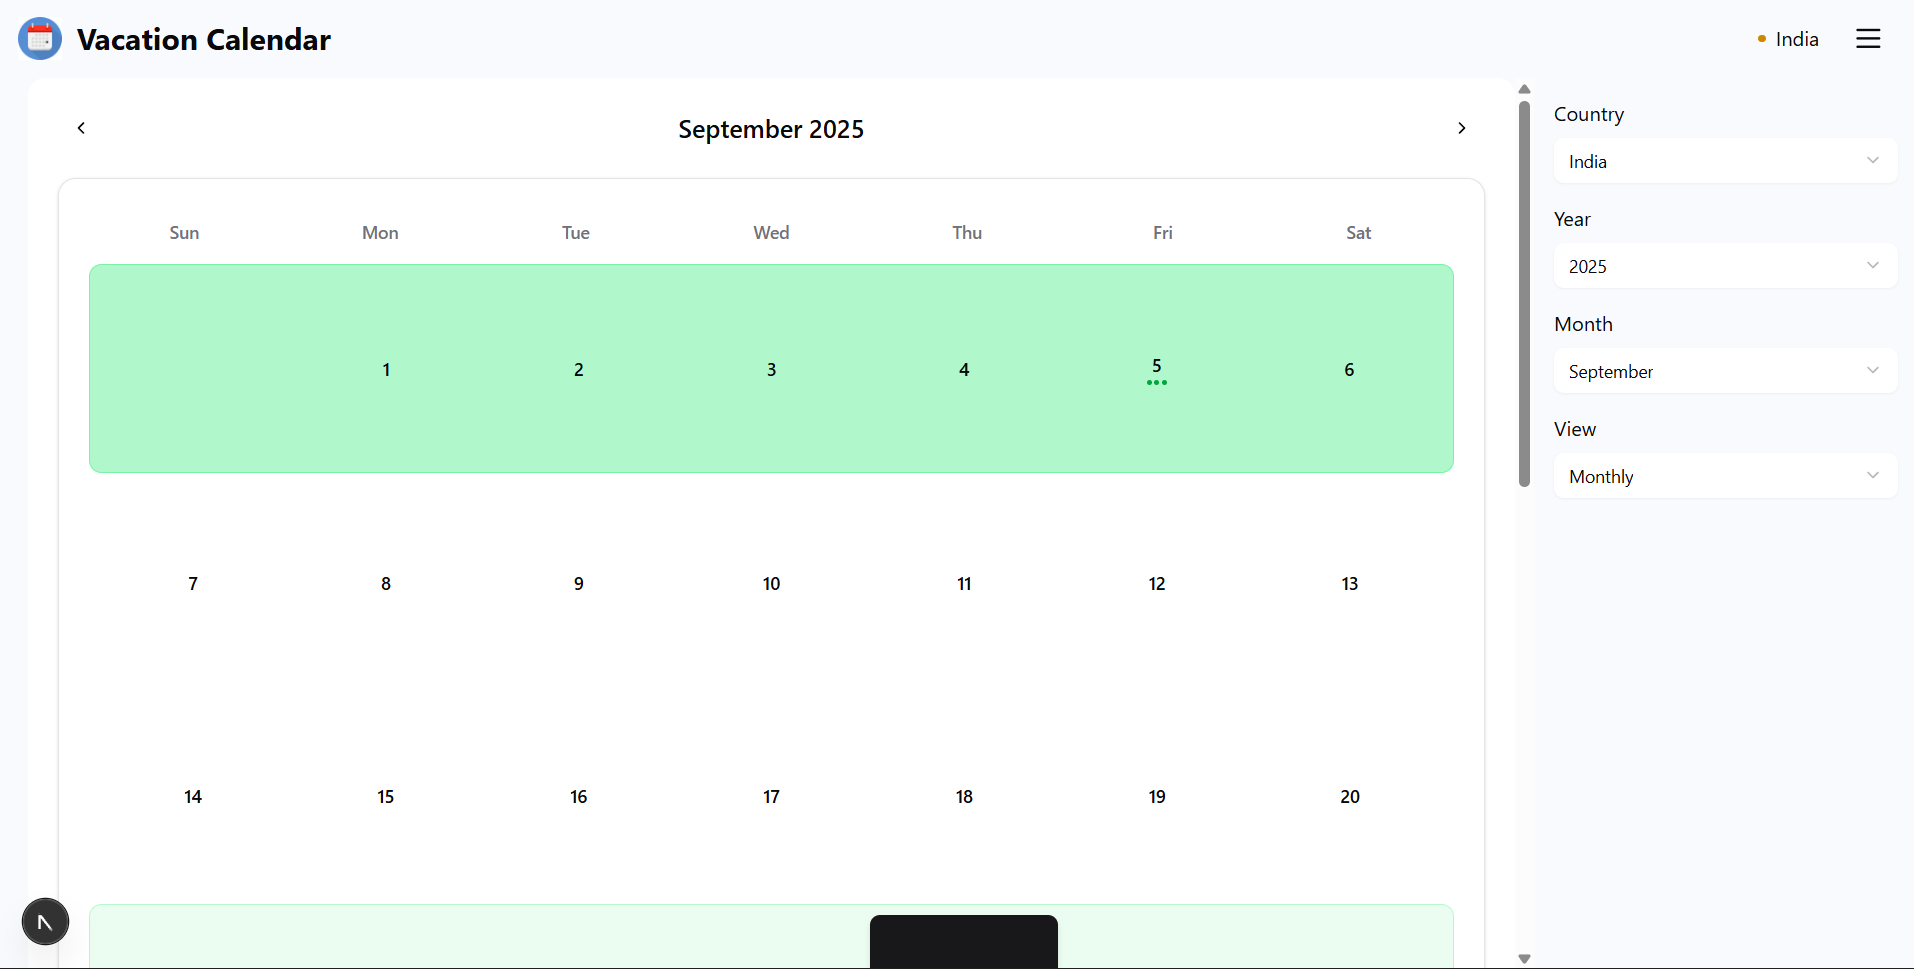 Vacation Calendar
India
September 2025
Sun Mon Tue Wed Thu Fri Sat
1 2 3 4 5 6
7 8 9 10 11 12 13
14 15 16 17 18 19 20
Country
India
Year
2025
Month
September
View
Monthly